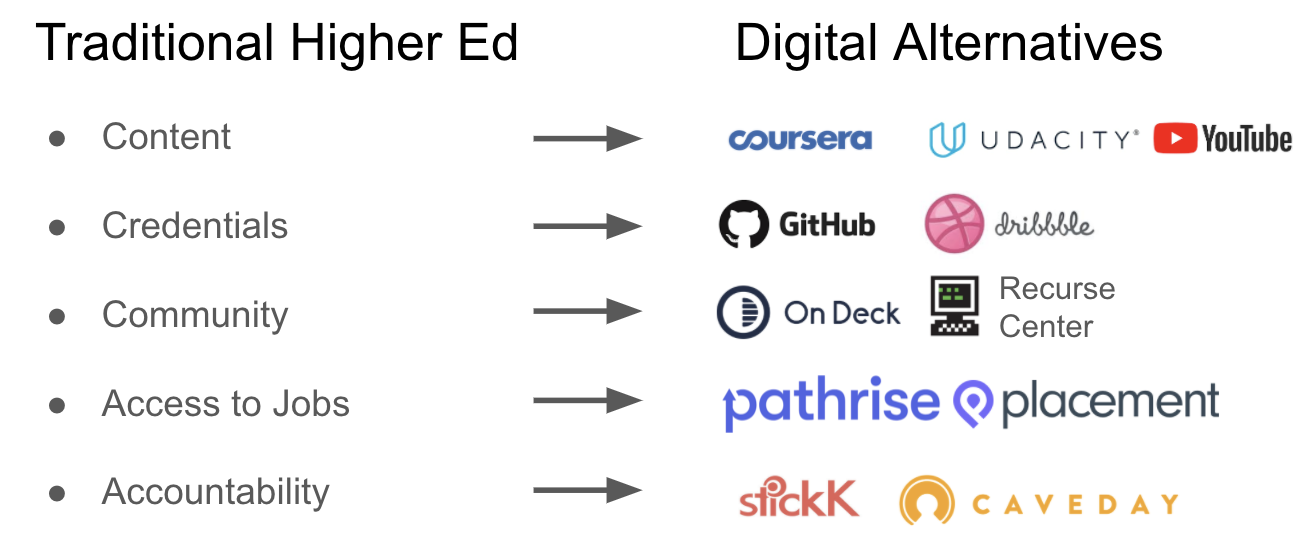 Traditional Higher Ed Digital Alternatives
● Content coursera UDACITY® YouTube
● Credentials GitHub dribbble
● Community On Deck Recurse Center
● Access to Jobs pathrise placement
● Accountability stickK CAVEDAY